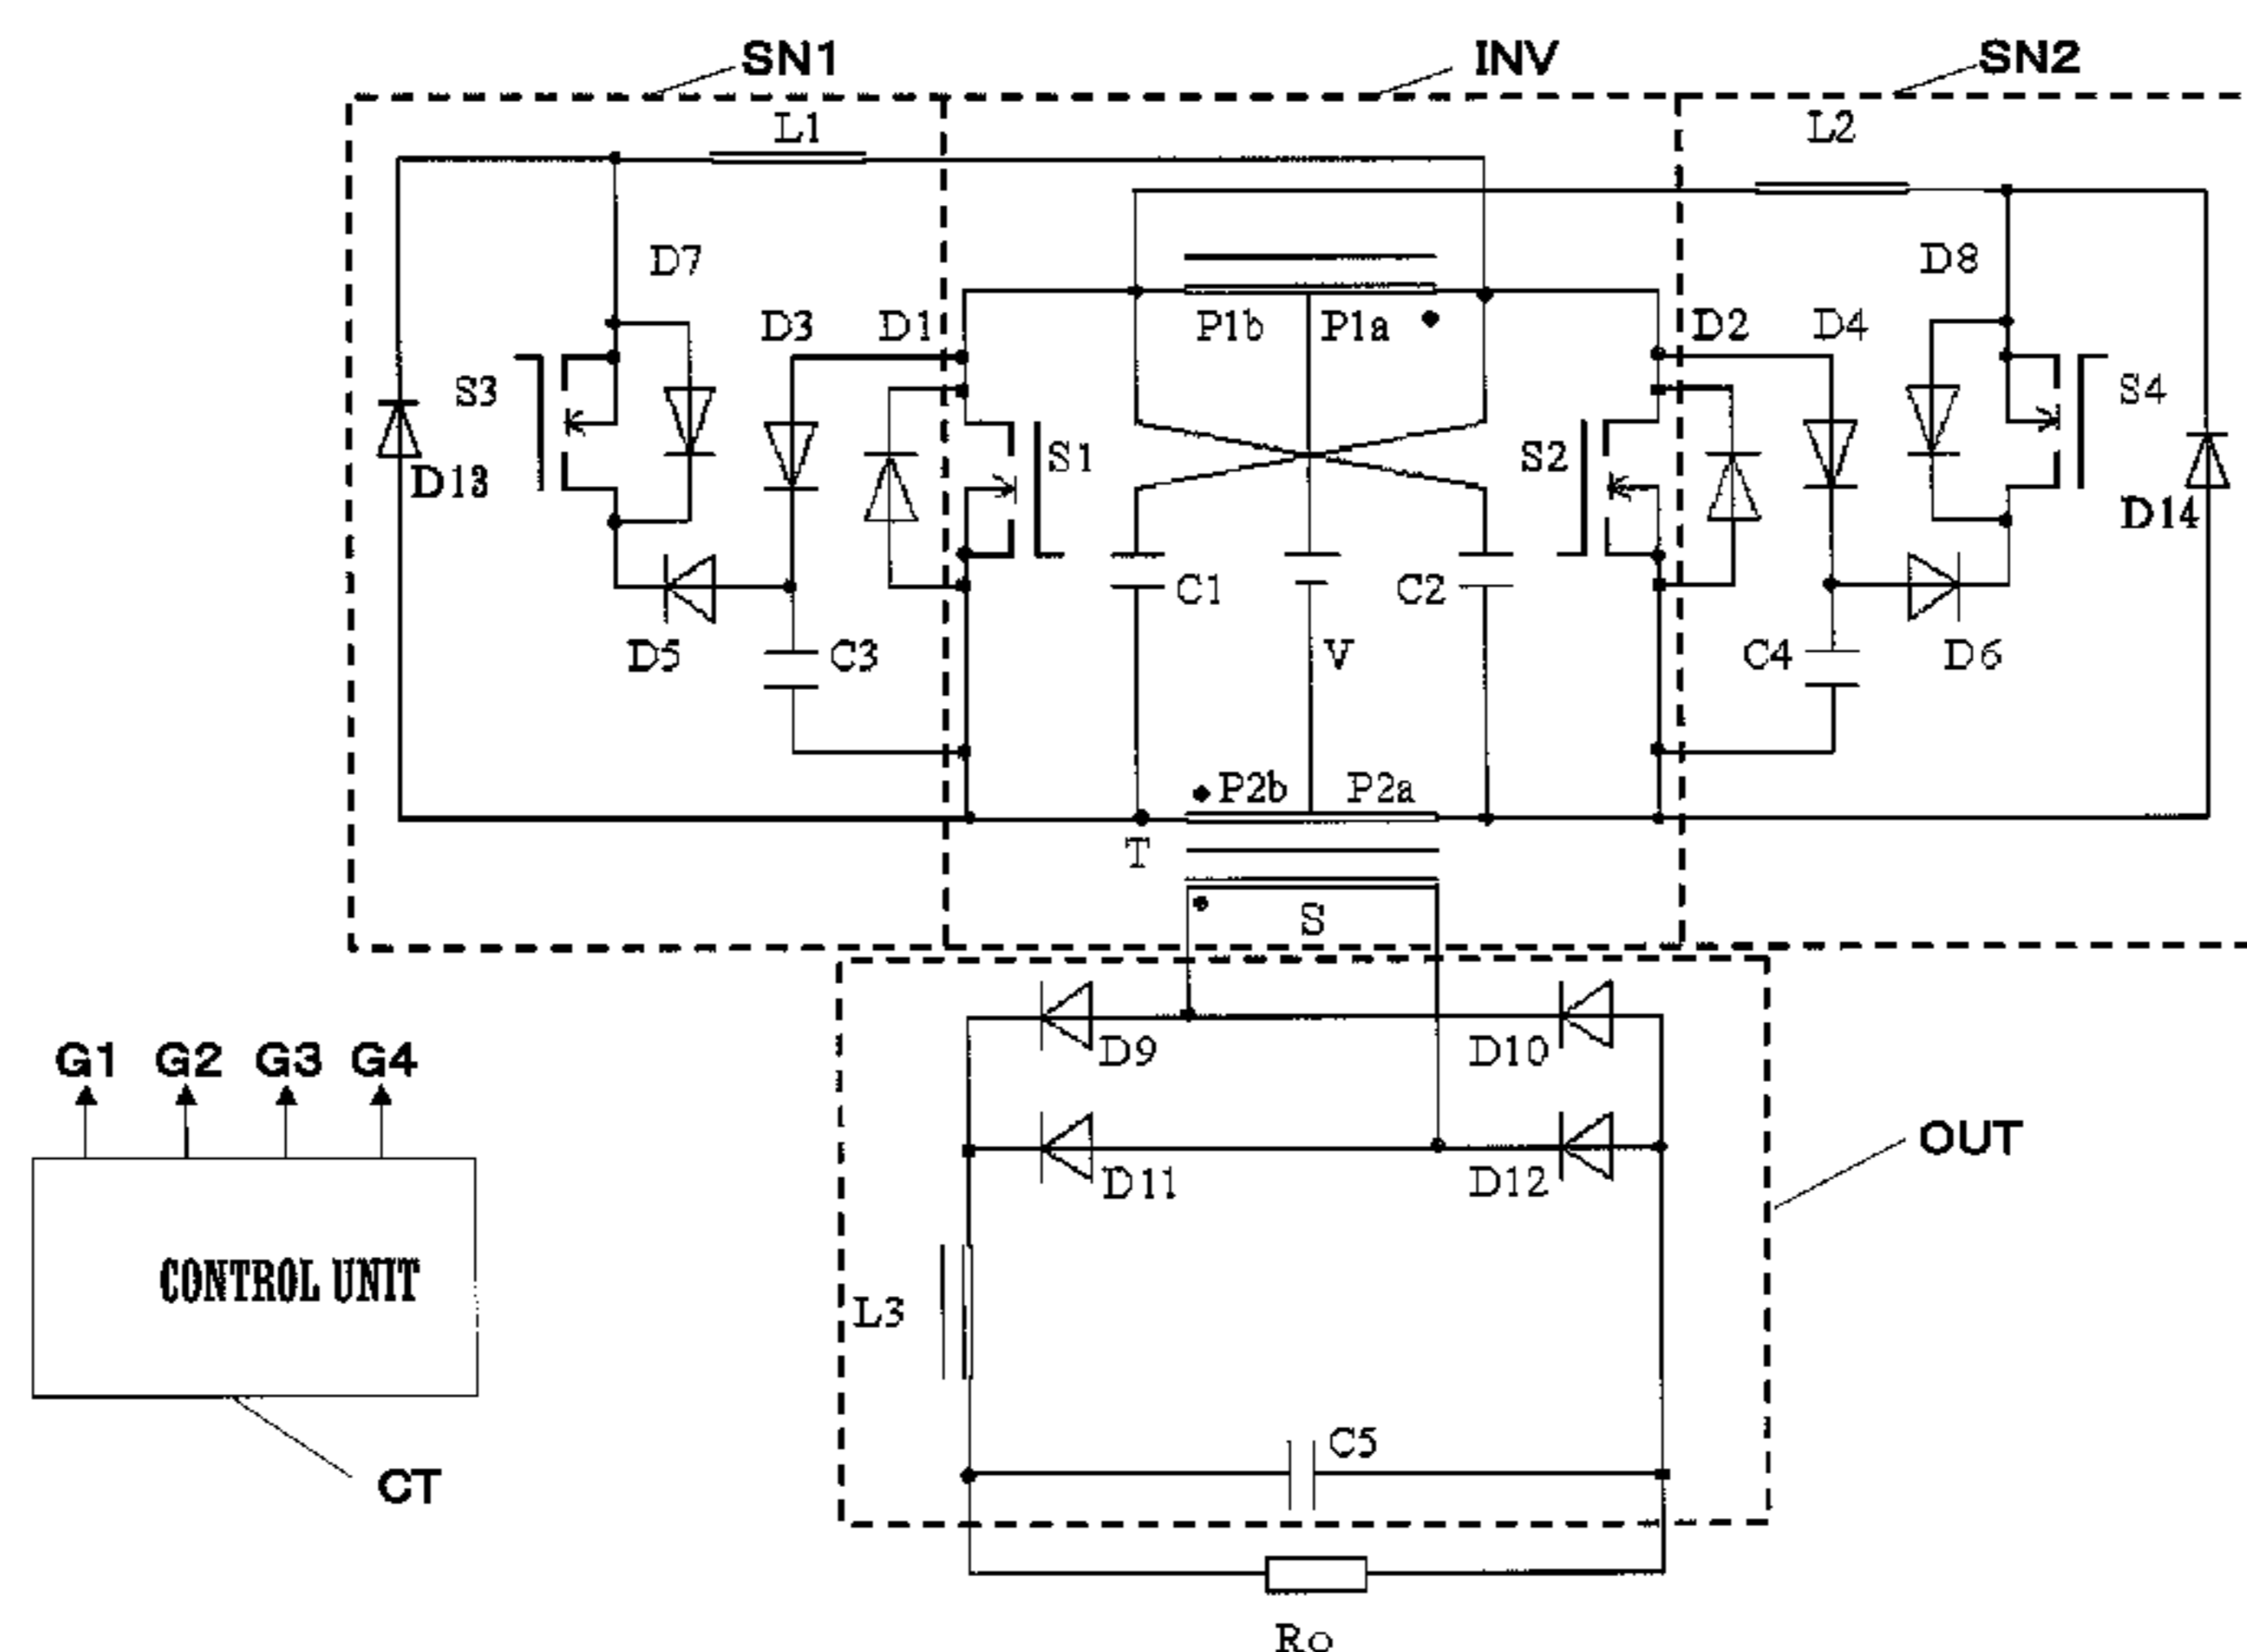 SN1
INV
SN2
L1
L2
D7
D8
D3
D1
P1b
P1a
D2
D4
S3
S4
D13
S1
S2
D14
C1
C2
D5
C3
V
C4
D6
P2b
P2a
T
S
D9
D10
G1 G2 G3 G4
OUT
D11
D12
CONTROL UNIT
L3
C5
CT
Ro